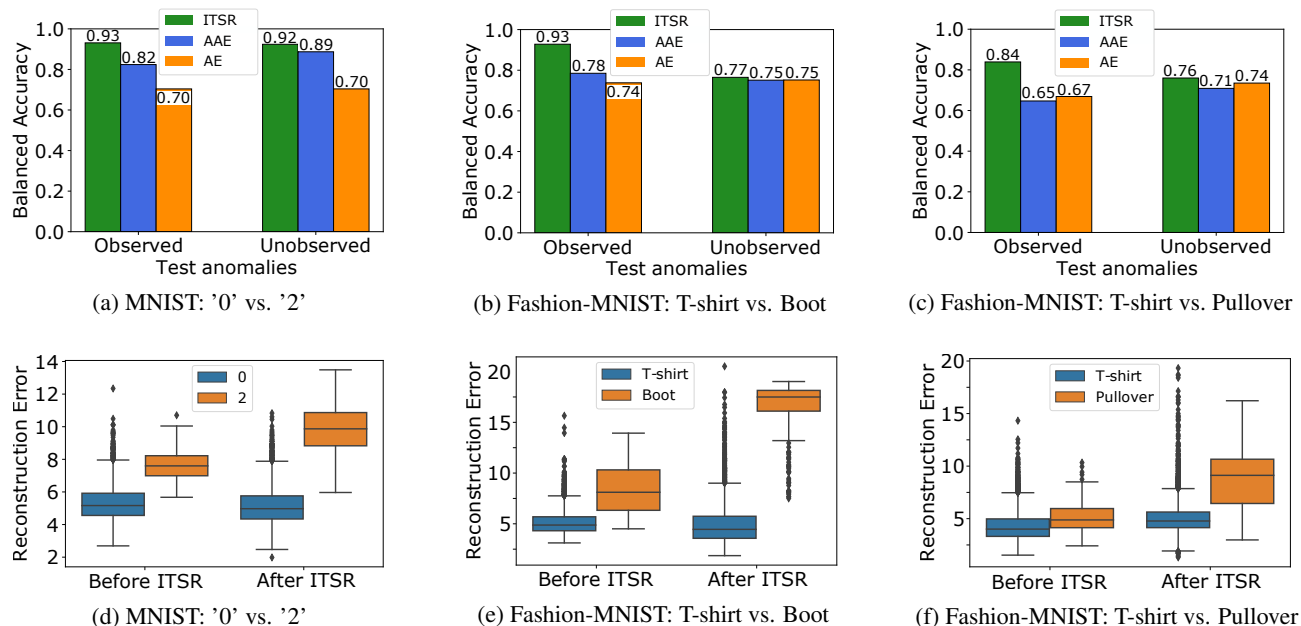 1.0
0.8
0.6
0.4
0.2
0.0
Balanced Accuracy
0.93
0.82
0.70
0.92
0.89
0.70
ITSR
AAE
AE
Observed
Unobserved
Test anomalies
(a) MNIST: ’0’ vs. ’2’
1.0
0.8
0.6
0.4
0.2
0.0
Balanced Accuracy
0.93
0.78
0.74
0.77
0.75
0.75
ITSR
AAE
AE
Observed
Unobserved
Test anomalies
(b) Fashion-MNIST: T-shirt vs. Boot
1.0
0.8
0.6
0.4
0.2
0.0
Balanced Accuracy
0.84
0.65
0.67
0.76
0.71
0.74
ITSR
AAE
AE
Observed
Unobserved
Test anomalies
(c) Fashion-MNIST: T-shirt vs. Pullover
14
12
10
8
6
4
2
Reconstruction Error
0
2
Before ITSR
After ITSR
(d) MNIST: ’0’ vs. ’2’
20
15
10
5
Reconstruction Error
T-shirt
Boot
Before ITSR
After ITSR
(e) Fashion-MNIST: T-shirt vs. Boot
20
15
10
5
Reconstruction Error
T-shirt
Pullover
Before ITSR
After ITSR
(f) Fashion-MNIST: T-shirt vs. Pullover